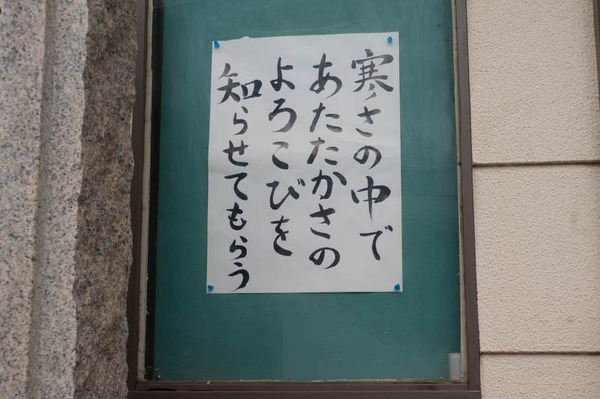 寒さの中で
あたたかさの
よろこびを
知らせてもらう